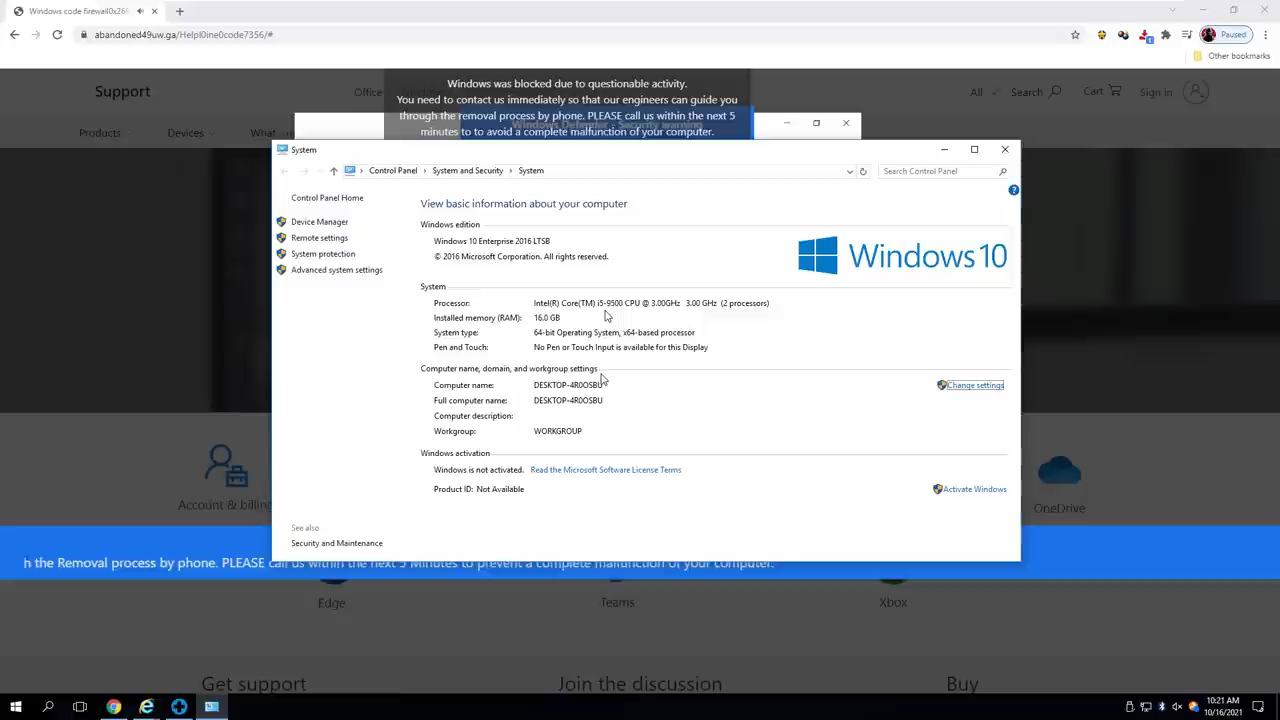 Windows code firewall0x26
abandoned49uw.ga/Helpl0ine0code7356/#
Paused
Other bookmarks
Support
Office
All
Search
Cart
Sign in
Products
Devices
What
Windows was blocked due to questionable activity.
You need to contact us immediately so that our engineers can guide you
through the removal process by phone. PLEASE call us within the next 5
minutes to to avoid a complete malfunction of your computer.
Windows Defender - Security warning
System
Control Panel
System and Security
System
Search Control Panel
Control Panel Home
Device Manager
Remote settings
System protection
Advanced system settings
View basic information about your computer
Windows edition
Windows 10 Enterprise 2016 LTSB
© 2016 Microsoft Corporation. All rights reserved.
Windows 10
System
Processor: Intel(R) Core(TM) i5-9500 CPU @ 3.00GHz 3.00 GHz (2 processors)
Installed memory (RAM): 16.0 GB
System type: 64-bit Operating System, x64-based processor
Pen and Touch: No Pen or Touch Input is available for this Display
Computer name, domain, and workgroup settings
Computer name: DESKTOP-4R0OSBU
Change settings
Full computer name: DESKTOP-4R0OSBU
Computer description:
Workgroup: WORKGROUP
Windows activation
Windows is not activated. Read the Microsoft Software License Terms
Product ID: Not Available
Activate Windows
See also
Security and Maintenance
Account & billing
OneDrive
h the Removal process by phone. PLEASE call us within the next 5 Minutes to prevent a complete malfunction of your computer.
Edge
Teams
Xbox
Get support
Join the discussion
Buy
10:21 AM
10/16/2021